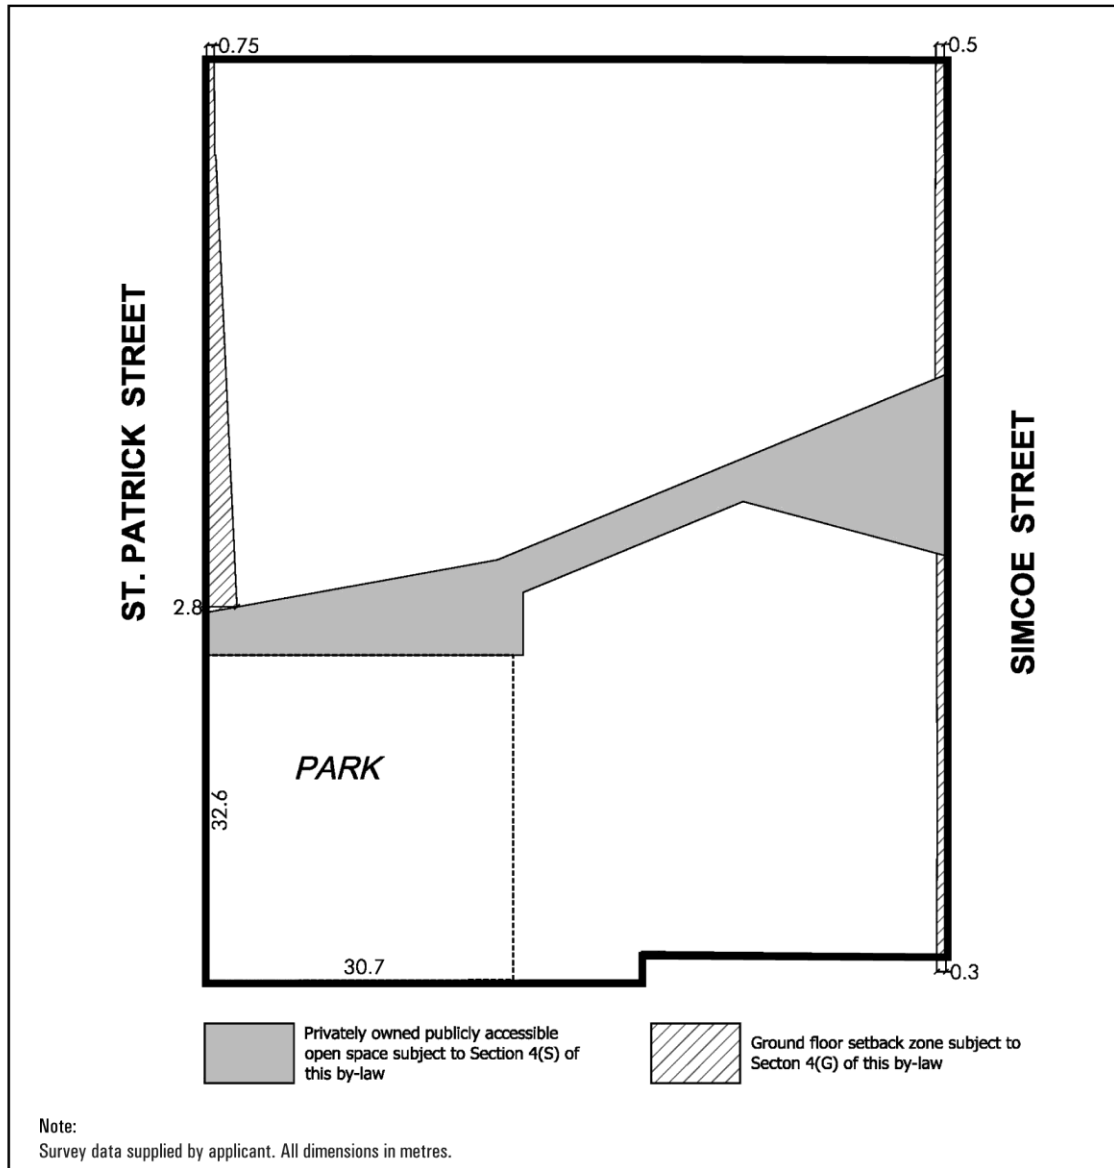 0.75
0.5
ST. PATRICK STREET
SIMCOE STREET
2.8
PARK
32.6
30.7
0.3
Privately owned publicly accessible
open space subject to Section 4(S) of
this by-law
Ground floor setback zone subject to
Secton 4(G) of this by-law
Note:
Survey data supplied by applicant. All dimensions in metres.